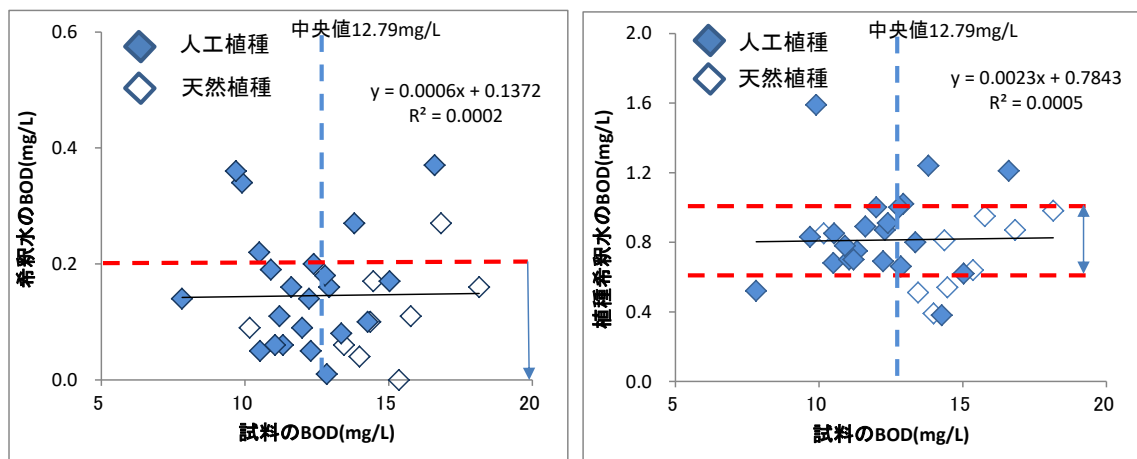 中央値12.79mg/L
人工植種
天然植種
y = 0.0006x + 0.1372
R² = 0.0002
希釈水のBOD(mg/L)
0.6
0.4
0.2
0.0
5
10
15
20
試料のBOD(mg/L)
中央値12.79mg/L
人工植種
天然植種
y = 0.0023x + 0.7843
R² = 0.0005
植種希釈水のBOD(mg/L)
2.0
1.6
1.2
0.8
0.4
0.0
5
10
15
20
試料のBOD(mg/L)